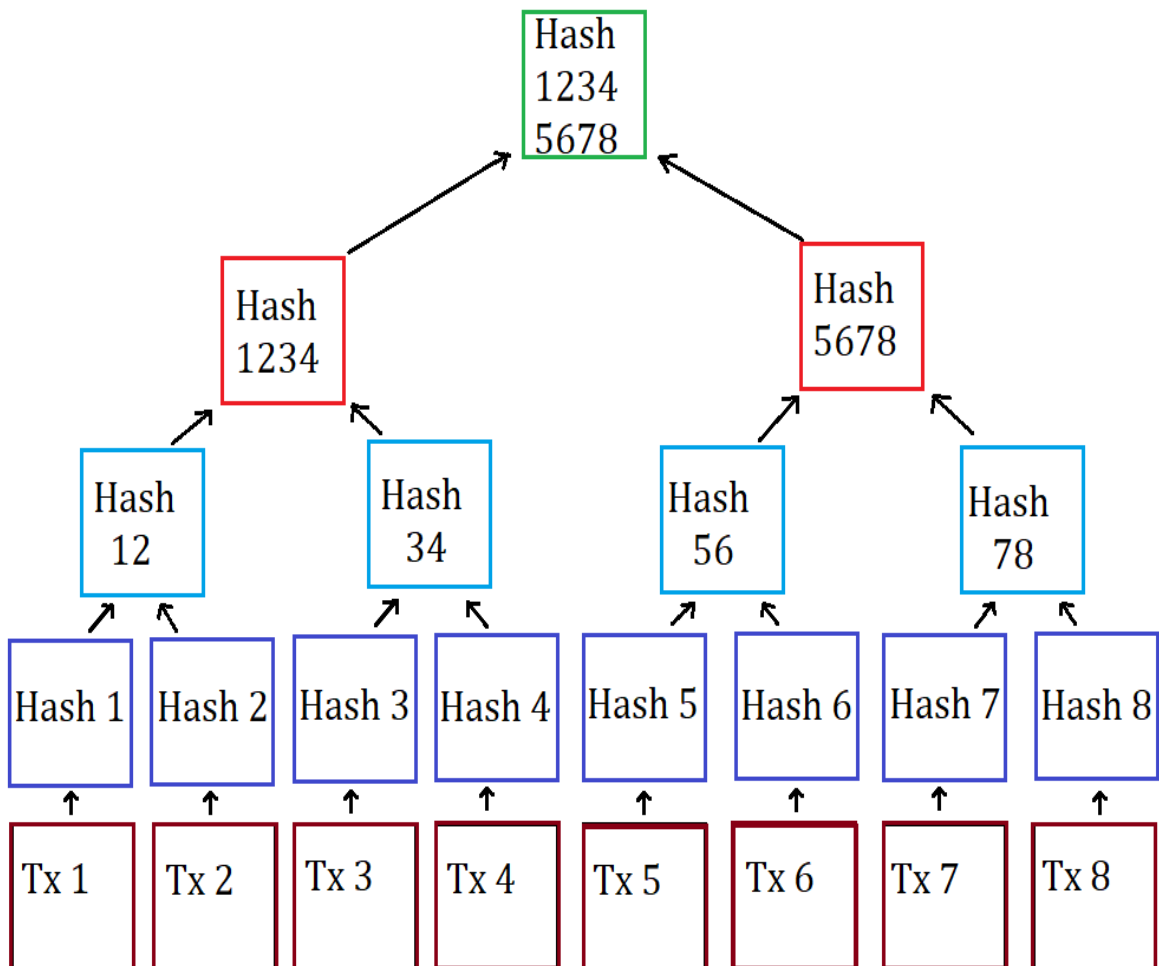 Hash
1234
5678
Hash
1234
Hash
5678
Hash
12
Hash
34
Hash
56
Hash
78
Hash 1
Hash 2
Hash 3
Hash 4
Hash 5
Hash 6
Hash 7
Hash 8
Tx 1
Tx 2
Tx 3
Tx 4
Tx 5
Tx 6
Tx 7
Tx 8